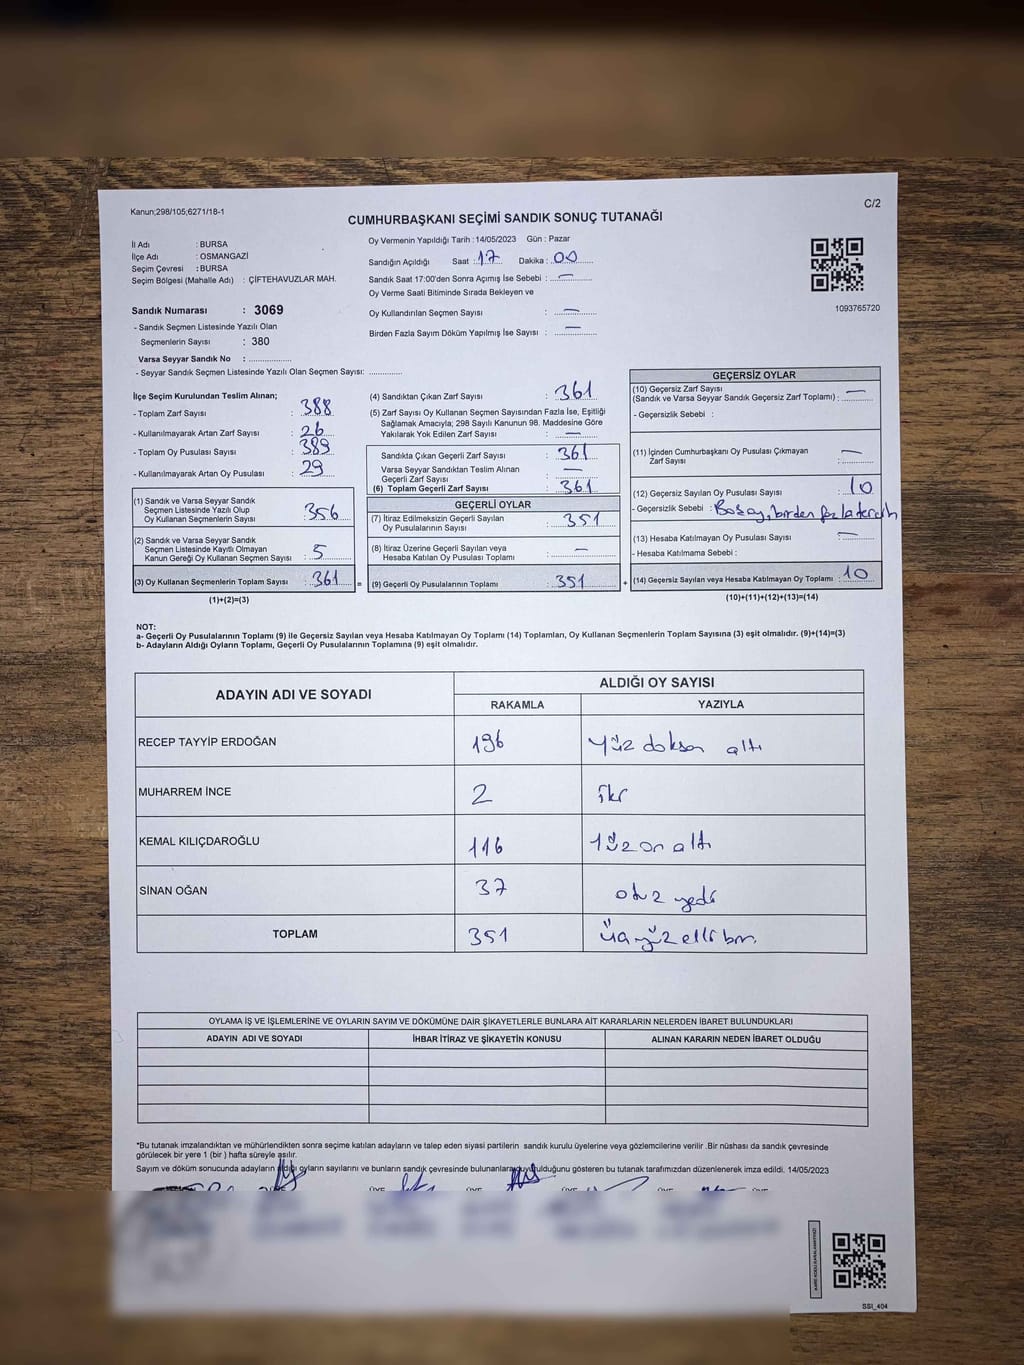 Kanun;298/105;6271/18-1
C/2
CUMHURBAŞKANI SEÇİMİ SANDIK SONUÇ TUTANAĞI
İl Adı : BURSA
İlçe Adı : OSMANGAZİ
Seçim Çevresi : BURSA
Seçim Bölgesi (Mahalle Adı) : ÇİFTEHAVUZLAR MAH.
Oy Vermenin Yapıldığı Tarih : 14/05/2023 Gün : Pazar
Sandığın Açıldığı Saat : 17 Dakika : 00
Sandık Saat 17:00'den Sonra Açımış İse Sebebi : —
Oy Verme Saati Bitiminde Sırada Bekleyen ve
Oy Kullandırılan Seçmen Sayısı : —
Birden Fazla Sayım Döküm Yapılmış İse Sayısı : —
1093765720
Sandık Numarası : 3069
- Sandık Seçmen Listesinde Yazılı Olan
Seçmenlerin Sayısı : 380
Varsa Seyyar Sandık No : ..................
- Seyyar Sandık Seçmen Listesinde Yazılı Olan Seçmen Sayısı: ..............
İlçe Seçim Kurulundan Teslim Alınan;
- Toplam Zarf Sayısı : 388
- Kullanılmayarak Artan Zarf Sayısı : 26
- Toplam Oy Pusulası Sayısı : 389
- Kullanılmayarak Artan Oy Pusulası : 29
(1) Sandık ve Varsa Seyyar Sandık
Seçmen Listesinde Yazılı Olup
Oy Kullanan Seçmenlerin Sayısı : 356
(2) Sandık ve Varsa Seyyar Sandık
Seçmen Listesinde Kayıtlı Olmayan
Kanun Gereği Oy Kullanan Seçmen Sayısı : 5
(3) Oy Kullanan Seçmenlerin Toplam Sayısı : 361 =
(1)+(2)=(3)
(4) Sandıktan Çıkan Zarf Sayısı : 361
(5) Zarf Sayısı Oy Kullanan Seçmen Sayısından Fazla İse, Eşitliği
Sağlamak Amacıyla; 298 Sayılı Kanunun 98. Maddesine Göre
Yakılarak Yok Edilen Zarf Sayısı : —
Sandıkta Çıkan Geçerli Zarf Sayısı : 361
Varsa Seyyar Sandıktan Teslim Alınan
Geçerli Zarf Sayısı : —
(6) Toplam Geçerli Zarf Sayısı : 361
GEÇERLİ OYLAR
(7) İtiraz Edilmeksizin Geçerli Sayılan
Oy Pusulalarının Sayısı : 351
(8) İtiraz Üzerine Geçerli Sayılan veya
Hesaba Katılan Oy Pusulası Sayısı : —
(9) Geçerli Oy Pusulalarının Toplamı : 351 +
GEÇERSİZ OYLAR
(10) Geçersiz Zarf Sayısı
(Sandık ve Varsa Seyyar Sandık Geçersiz Zarf Toplamı) : —
- Geçersizlik Sebebi :
(11) İçinden Cumhurbaşkanı Oy Pusulası Çıkmayan
Zarf Sayısı : —
(12) Geçersiz Sayılan Oy Pusulası Sayısı : 10
- Geçersizlik Sebebi : birden fazla tercih
(13) Hesaba Katılmayan Oy Pusulası Sayısı : —
- Hesaba Katılmama Sebebi :
(14) Geçersiz Sayılan veya Hesaba Katılmayan Oy Toplamı : 10
(10)+(11)+(12)+(13)=(14)
NOT:
a- Geçerli Oy Pusulalarının Toplamı (9) ile Geçersiz Sayılan veya Hesaba Katılmayan Oy Toplamı (14) Toplamları, Oy Kullanan Seçmenlerin Toplam Sayısına (3) eşit olmalıdır. (9)+(14)=(3)
b- Adayların Aldığı Oyların Toplamı, Geçerli Oy Pusulalarının Toplamına (9) eşit olmalıdır.
ADAYIN ADI VE SOYADI
ALDIĞI OY SAYISI
RAKAMLA YAZIYLA
RECEP TAYYİP ERDOĞAN 196 yüz doksan altı
MUHARREM İNCE 2 iki
KEMAL KILIÇDAROĞLU 116 yüz on altı
SİNAN OĞAN 37 otuz yedi
TOPLAM 351 üç yüz elli bir
OYLAMA İŞ VE İŞLEMLERİNE VE OYLARIN SAYIM VE DÖKÜMÜNE DAİR ŞİKAYETLERLE BUNLARA AİT KARARLARIN NELERDEN İBARET BULUNDUKLARI
ADAYIN ADI VE SOYADI İHBAR İTİRAZ VE ŞİKAYETİN KONUSU ALINAN KARARIN NEDEN İBARET OLDUĞU
*Bu tutanak imzalandıktan ve mühürlendikten sonra seçime katılan adayların ve talep eden siyasi partilerin sandık kurulu üyelerine veya gözlemcilerine verilir .Bir nüshası da sandık çevresinde
görülecek bir yere 1 (bir ) hafta süreyle asılır.
Sayım ve döküm sonucunda adayların aldığı oyların sayılarını ve bunların sandık çevresinde bulunanlara duyurulduğunu gösteren bu tutanak tarafımızdan düzenlenerek imza edildi. 14/05/2023
SSI_404